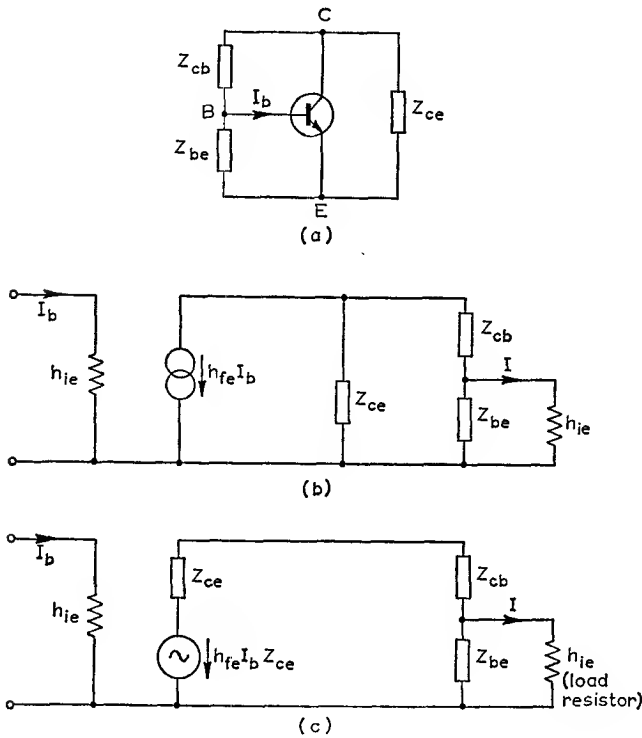 C
Z_cb
B
I_b
Z_be
Z_ce
E
(a)
I_b
h_ie
h_fe I_b
Z_ce
Z_cb
I
Z_be
h_ie
(b)
I_b
h_ie
Z_ce
h_fe I_b Z_ce
Z_cb
I
Z_be
h_ie
(load
resistor)
(c)